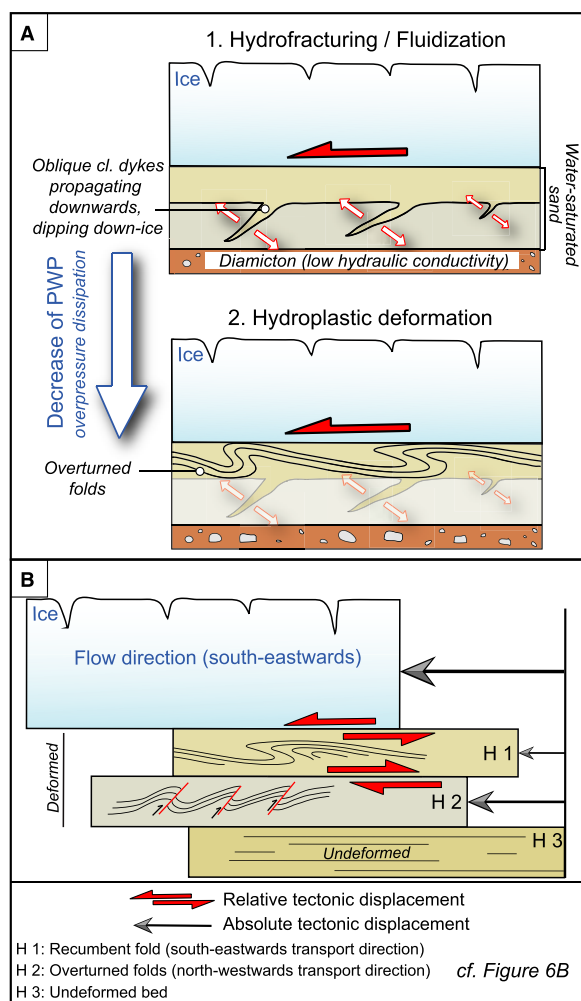 A
1. Hydrofracturing / Fluidization
Ice
Oblique cl. dykes
propagating
downwards,
dipping down-ice
Water-saturated
sand
Diamicton (low hydraulic conductivity)
Decrease of PWP
overpressure dissipation
2. Hydroplastic deformation
Ice
Overturned
folds
B
Ice
Flow direction (south-eastwards)
Deformed
H 1
H 2
H 3
Undeformed
Relative tectonic displacement
Absolute tectonic displacement
H 1: Recumbent fold (south-eastwards transport direction)
H 2: Overturned folds (north-westwards transport direction)
cf. Figure 6B
H 3: Undeformed bed